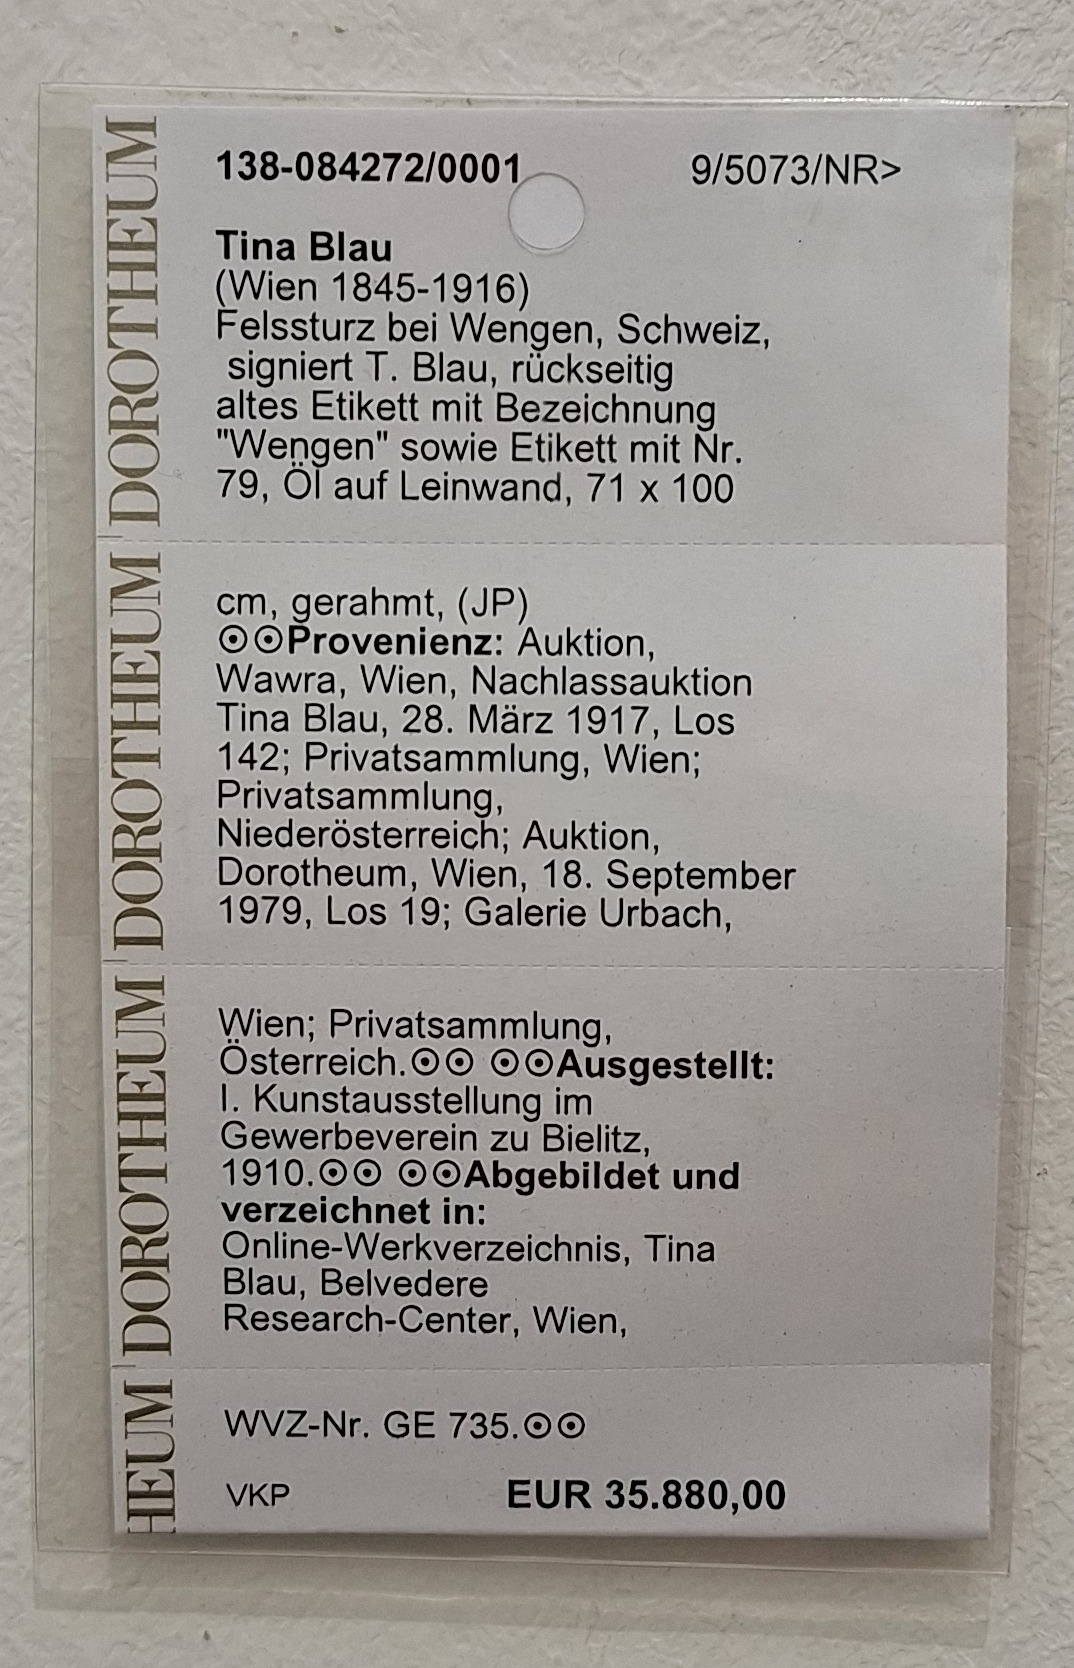 138-084272/0001 9/5073/NR>
Tina Blau
(Wien 1845-1916)
Felssturz bei Wengen, Schweiz,
signiert T. Blau, rückseitig
altes Etikett mit Bezeichnung
"Wengen" sowie Etikett mit Nr.
79, Öl auf Leinwand, 71 x 100
cm, gerahmt, (JP)
⊙⊙Provenienz: Auktion,
Wawra, Wien, Nachlassauktion
Tina Blau, 28. März 1917, Los
142; Privatsammlung, Wien;
Privatsammlung,
Niederösterreich; Auktion,
Dorotheum, Wien, 18. September
1979, Los 19; Galerie Urbach,
Wien; Privatsammlung,
Österreich.⊙⊙ ⊙⊙Ausgestellt:
I. Kunstausstellung im
Gewerbeverein zu Bielitz,
1910.⊙⊙ ⊙⊙Abgebildet und
verzeichnet in:
Online-Werkverzeichnis, Tina
Blau, Belvedere
Research-Center, Wien,
WVZ-Nr. GE 735.⊙⊙
VKP EUR 35.880,00
DOROTHEUM
DOROTHEUM
DOROTHEUM
HEUM